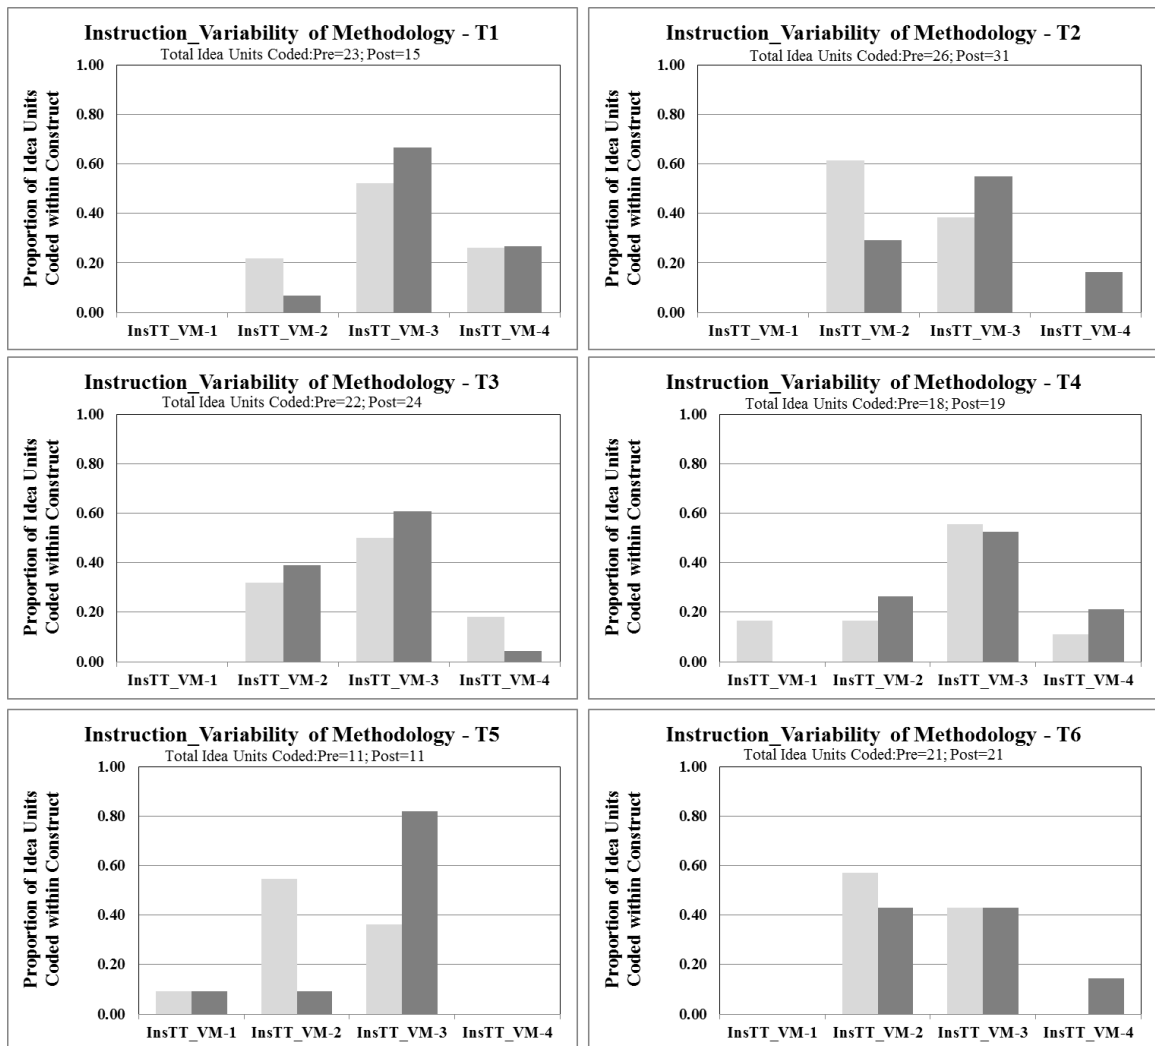 Instruction_Variability of Methodology - T1
Total Idea Units Coded:Pre=23; Post=15
Proportion of Idea Units
Coded within Construct
1.00
0.80
0.60
0.40
0.20
0.00
InsTT_VM-1 InsTT_VM-2 InsTT_VM-3 InsTT_VM-4
Instruction_Variability of Methodology - T2
Total Idea Units Coded:Pre=26; Post=31
Proportion of Idea Units
Coded within Construct
1.00
0.80
0.60
0.40
0.20
0.00
InsTT_VM-1 InsTT_VM-2 InsTT_VM-3 InsTT_VM-4
Instruction_Variability of Methodology - T3
Total Idea Units Coded:Pre=22; Post=24
Proportion of Idea Units
Coded within Construct
1.00
0.80
0.60
0.40
0.20
0.00
InsTT_VM-1 InsTT_VM-2 InsTT_VM-3 InsTT_VM-4
Instruction_Variability of Methodology - T4
Total Idea Units Coded:Pre=18; Post=19
Proportion of Idea Units
Coded within Construct
1.00
0.80
0.60
0.40
0.20
0.00
InsTT_VM-1 InsTT_VM-2 InsTT_VM-3 InsTT_VM-4
Instruction_Variability of Methodology - T5
Total Idea Units Coded:Pre=11; Post=11
Proportion of Idea Units
Coded within Construct
1.00
0.80
0.60
0.40
0.20
0.00
InsTT_VM-1 InsTT_VM-2 InsTT_VM-3 InsTT_VM-4
Instruction_Variability of Methodology - T6
Total Idea Units Coded:Pre=21; Post=21
Proportion of Idea Units
Coded within Construct
1.00
0.80
0.60
0.40
0.20
0.00
InsTT_VM-1 InsTT_VM-2 InsTT_VM-3 InsTT_VM-4